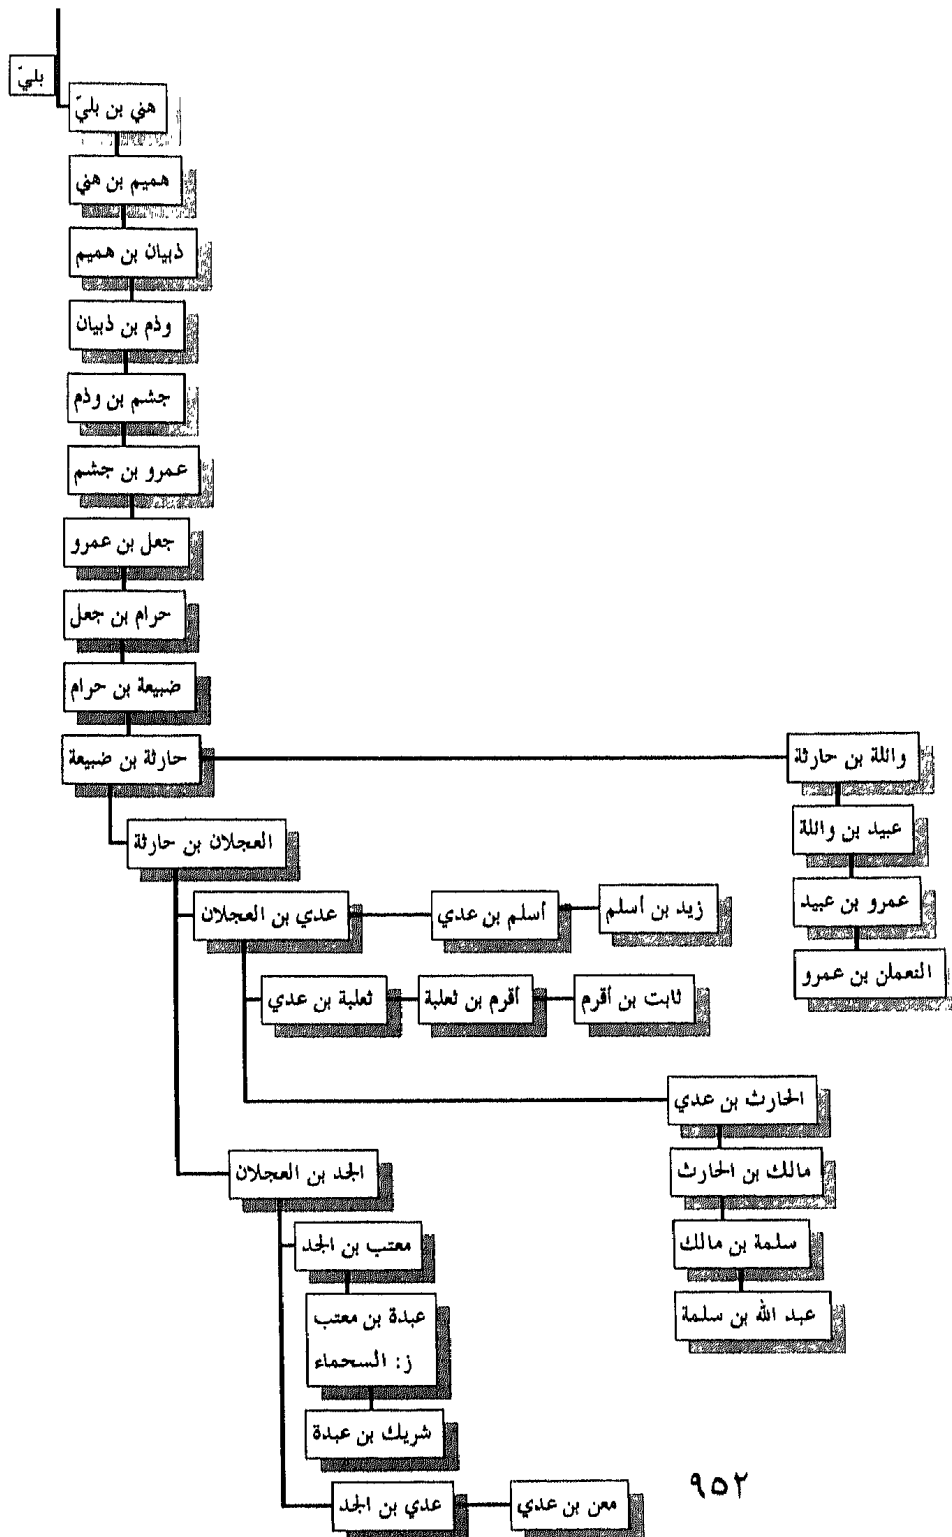 بليّ
هني بن بليّ
هميم بن هني
ذبيان بن هميم
وذم بن ذبيان
جشم بن وذم
عمرو بن جشم
جعل بن عمرو
حرام بن جعل
ضبيعة بن حرام
حارثة بن ضبيعة
واللة بن حارثة
العجلان بن حارثة
عبيد بن واللة
عدي بن العجلان
أسلم بن عدي
زيد بن أسلم
عمرو بن عبيد
النعملن بن عمرو
ثعلبة بن عدي
أقرم بن ثعلبة
ثابت بن أقرم
الحارث بن عدي
مالك بن الحارث
الجد بن العجلان
سلمة بن مالك
معتب بن الجد
عبد الله بن سلمة
عبدة بن معتب
ز: السحماء
شريك بن عبدة
عدي بن الجد
معن بن عدي
٩٥٢